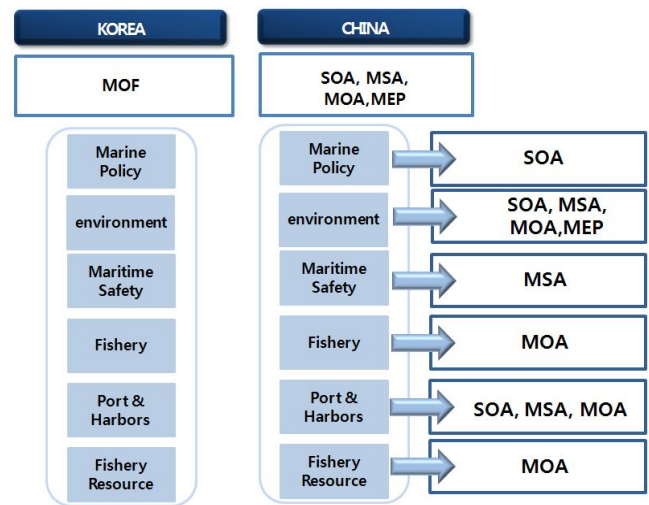 KOREA
CHINA
MOF
SOA, MSA,
MOA,MEP
Marine
Policy
environment
Maritime
Safety
Fishery
Port &
Harbors
Fishery
Resource
Marine
Policy
SOA
environment
SOA, MSA,
MOA,MEP
Maritime
Safety
MSA
Fishery
MOA
Port &
Harbors
SOA, MSA, MOA
Fishery
Resource
MOA